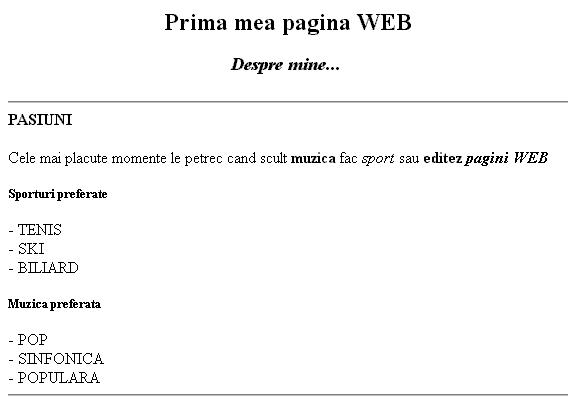 Prima mea pagina WEB
Despre mine...
PASIUNI
Cele mai placute momente le petrec cand scult muzica fac sport sau editez pagini WEB
Sporturi preferate
- TENIS
- SKI
- BILIARD
Muzica preferata
- POP
- SINFONICA
- POPULARA